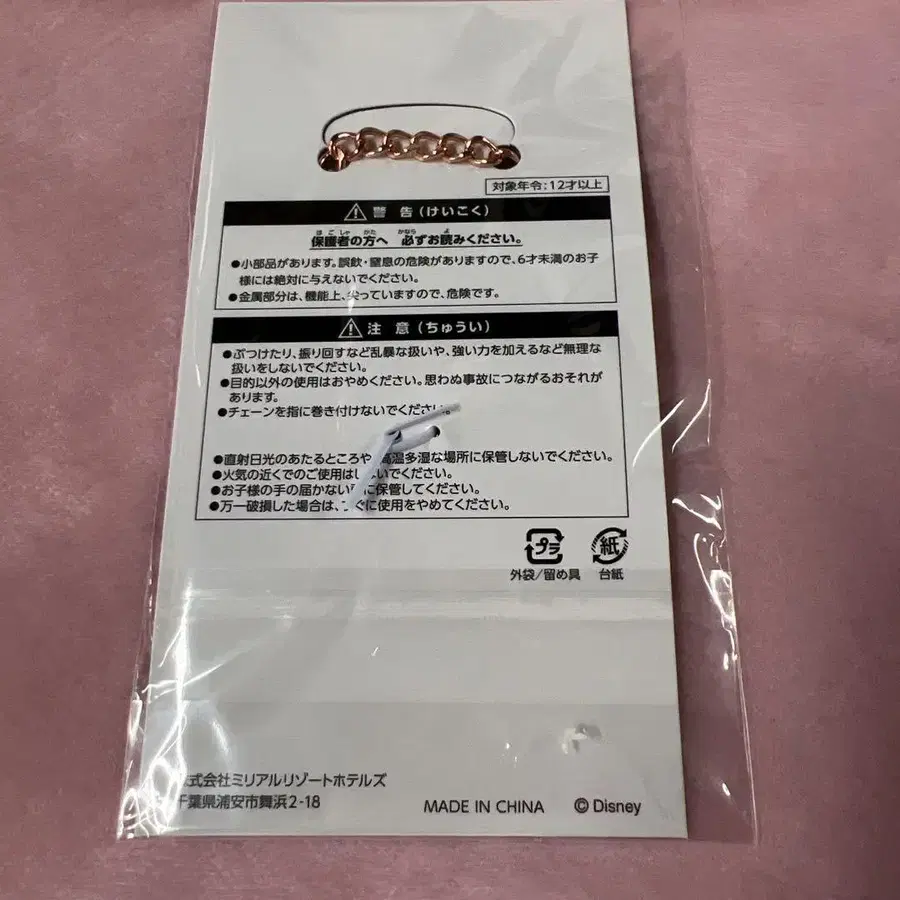 対象年令:12才以上
警 告(けいこく)
保護者の方へ 必ずお読みください。
●小部品があります。誤飲・窒息の危険がありますので、6才未満のお子
様には絶対に与えないでください。
●金属部分は、機能上、尖っていますので、危険です。
注 意(ちゅうい)
●ぶつけたり、振り回すなど乱暴な扱いや、強い力を加えるなど無理な
扱いをしないでください。
●目的以外の使用はおやめください。思わぬ事故につながるおそれが
あります。
●チェーンを指に巻き付けないでください。
●直射日光のあたるところや、高温多湿な場所に保管しないでください。
●火気の近くでのご使用はしないでください。
●お子様の手の届かない に保管してください。
●万一破損した場合は、すぐに使用をやめてください。
プラ 紙
外袋/留め具 台紙
式会社ミリアルリゾートホテルズ
千葉県浦安市舞浜2-18
MADE IN CHINA © Disney